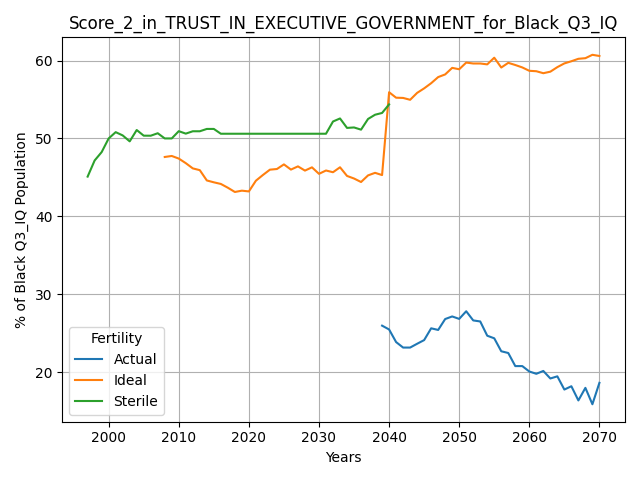 Score_2_in_TRUST_IN_EXECUTIVE_GOVERNMENT_for_Black_Q3_IQ
% of Black Q3_IQ Population
60
50
40
30
20
Fertility
Actual
Ideal
Sterile
2000 2010 2020 2030 2040 2050 2060 2070
Years